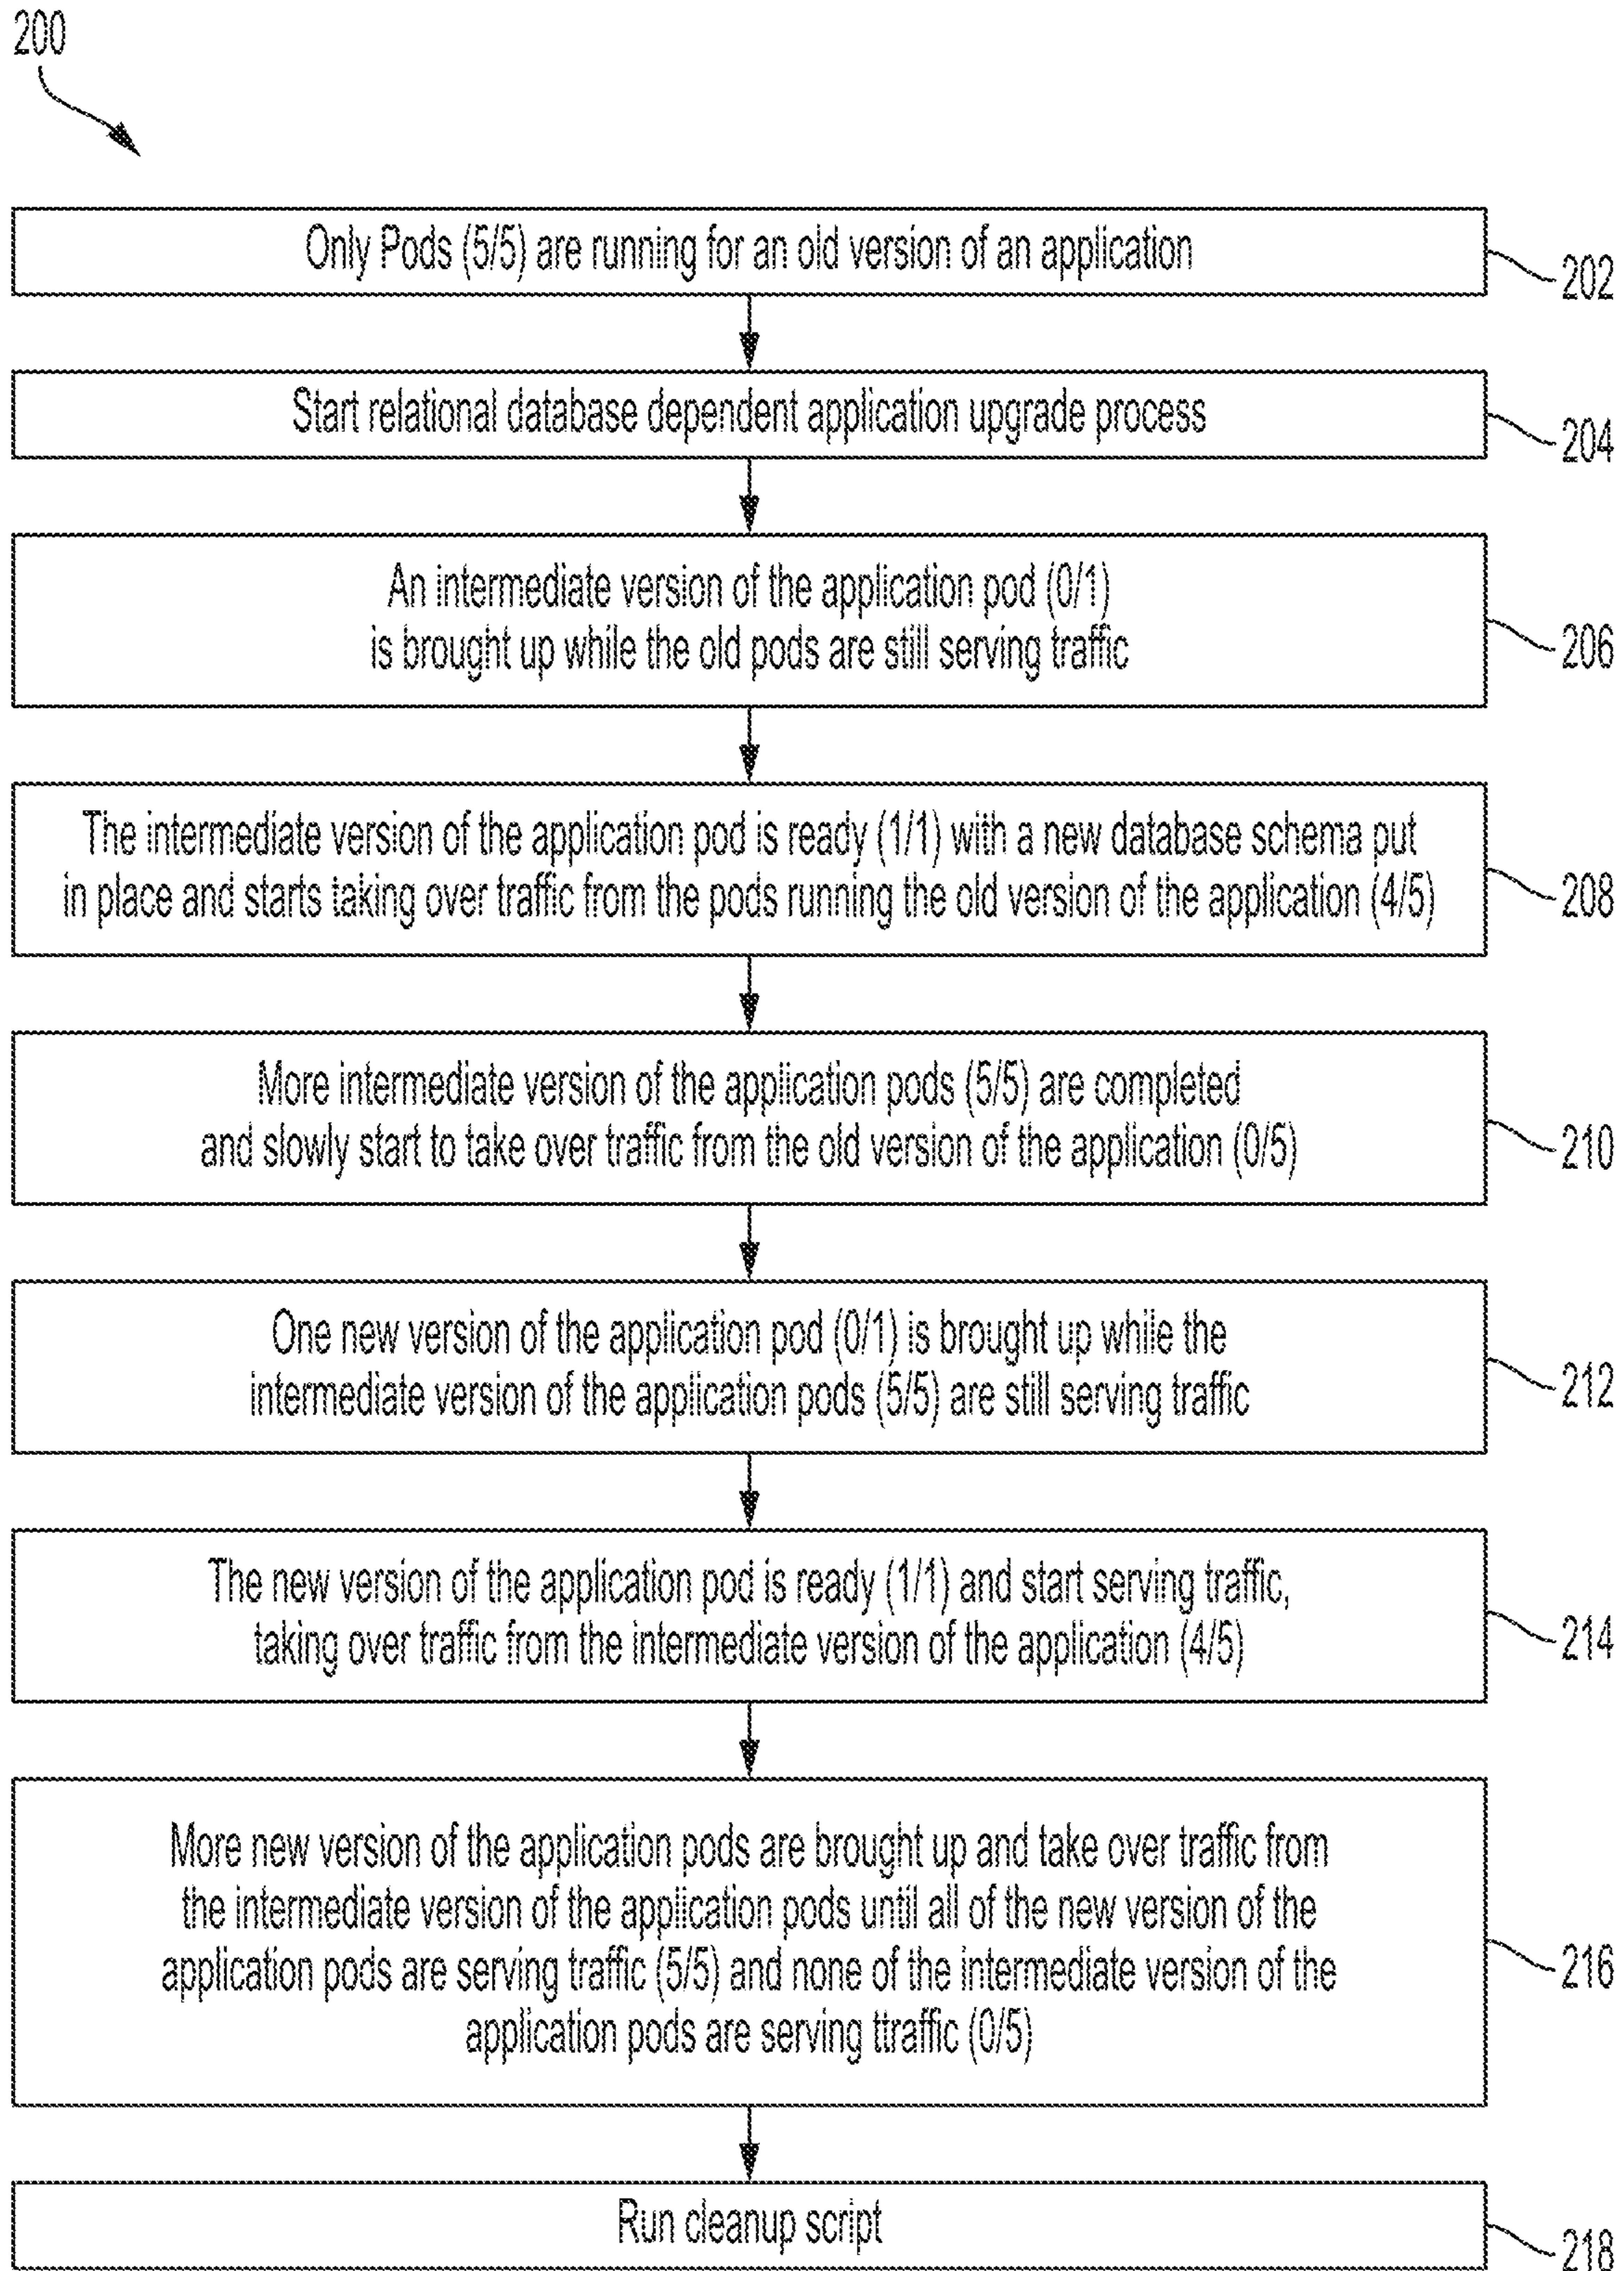 200
Only Pods (5/5) are running for an old version of an application
202
Start relational database dependent application upgrade process
204
An intermediate version of the application pod (0/1)
is brought up while the old pods are still serving traffic
206
The intermediate version of the application pod is ready (1/1) with a new database schema put
in place and starts taking over traffic from the pods running the old version of the application (4/5)
208
More intermediate version of the application pods (5/5) are completed
and slowly start to take over traffic from the old version of the application (0/5)
210
One new version of the application pod (0/1) is brought up while the
intermediate version of the application pods (5/5) are still serving traffic
212
The new version of the application pod is ready (1/1) and start serving traffic,
taking over traffic from the intermediate version of the application (4/5)
214
More new version of the application pods are brought up and take over traffic from
the intermediate version of the application pods until all of the new version of the
application pods are serving traffic (5/5) and none of the intermediate version of the
application pods are serving ttraffic (0/5)
216
Run cleanup script
218